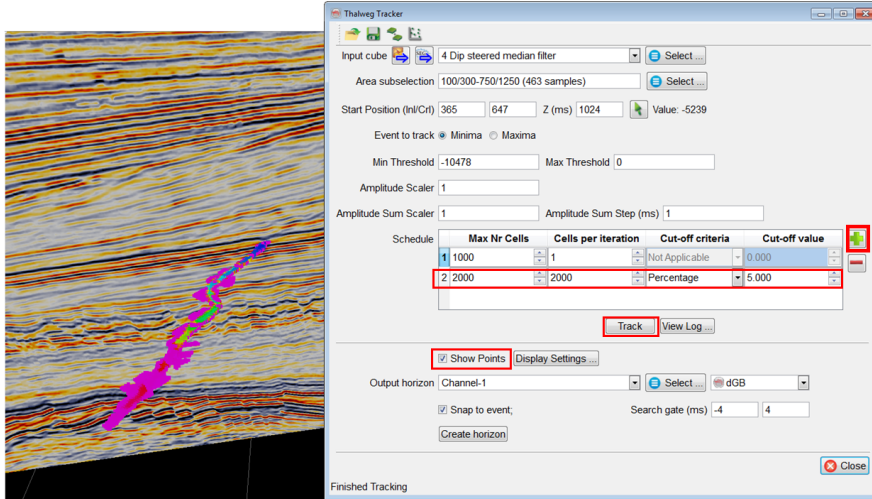 Thalweg Tracker
Input cube 4 Dip steered median filter Select ...
Area subselection 100/300-750/1250 (463 samples) Select ...
Start Position (Inl/Crl) 365 647 Z (ms) 1024 Value: -5239
Event to track Minima Maxima
Min Threshold -10478 Max Threshold 0
Amplitude Scaler 1
Amplitude Sum Scaler 1 Amplitude Sum Step (ms) 1
Schedule Max Nr Cells Cells per iteration Cut-off criteria Cut-off value
1 1000 1 Not Applicable 0.000
2 2000 2000 Percentage 5.000
Track View Log ...
Show Points Display Settings ...
Output horizon Channel-1 Select ... dGB
Snap to event; Search gate (ms) -4 4
Create horizon
Close
Finished Tracking